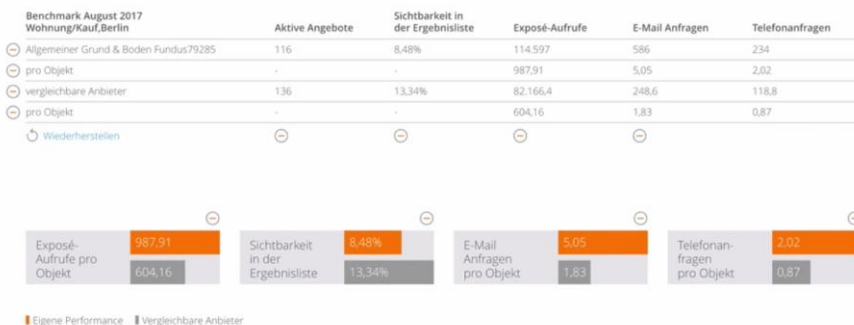 Benchmark August 2017
Wohnung/Kauf,Berlin
Aktive Angebote
Sichtbarkeit in
der Ergebnisliste
Exposé-Aufrufe
E-Mail Anfragen
Telefonanfragen
Allgemeiner Grund & Boden Fundus79285 116 8,48% 114.597 586 234
pro Objekt - - 987,91 5,05 2,02
vergleichbare Anbieter 136 13,34% 82.166,4 248,6 118,8
pro Objekt - - 604,16 1,83 0,87
Wiederherstellen
Exposé-
Aufrufe pro
Objekt
987,91
604,16
Sichtbarkeit
in der
Ergebnisliste
8,48%
13,34%
E-Mail
Anfragen
pro Objekt
5,05
1,83
Telefonan-
fragen
pro Objekt
2,02
0,87
Eigene Performance Vergleichbare Anbieter